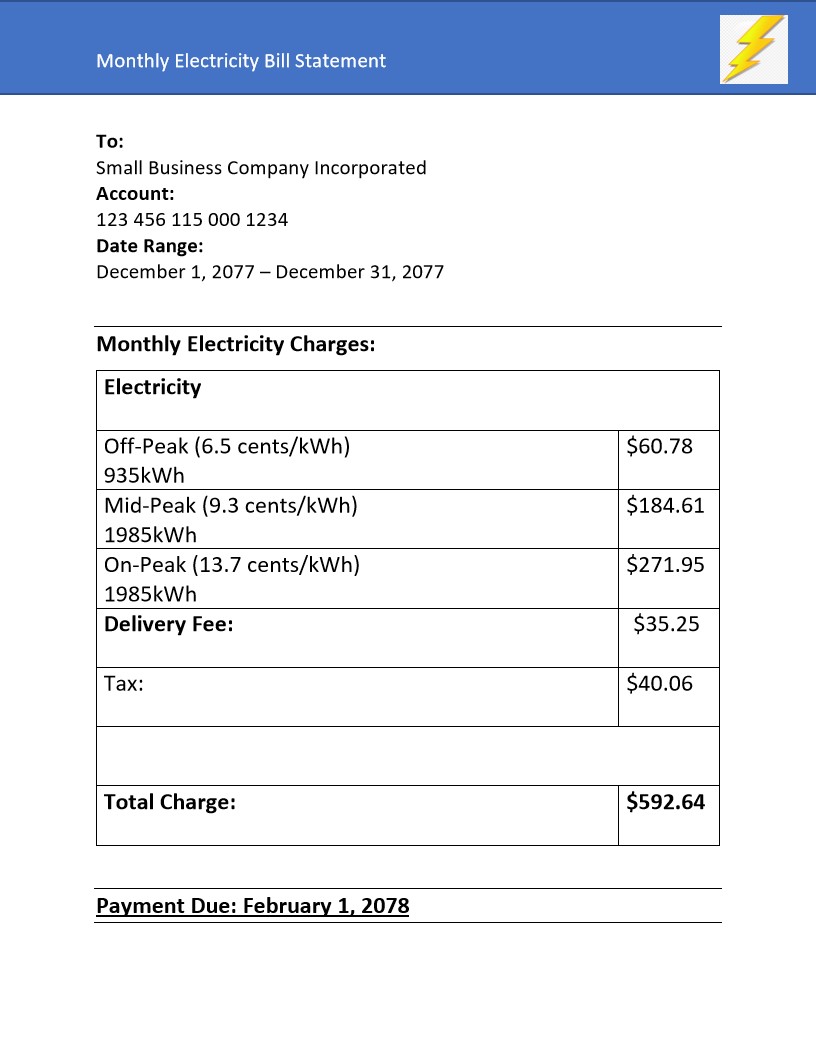 Monthly Electricity Bill Statement
To:
Small Business Company Incorporated
Account:
123 456 115 000 1234
Date Range:
December 1, 2077 – December 31, 2077
Monthly Electricity Charges:
Electricity
Off-Peak (6.5 cents/kWh) $60.78
935kWh
Mid-Peak (9.3 cents/kWh) $184.61
1985kWh
On-Peak (13.7 cents/kWh) $271.95
1985kWh
Delivery Fee: $35.25
Tax: $40.06
Total Charge: $592.64
Payment Due: February 1, 2078